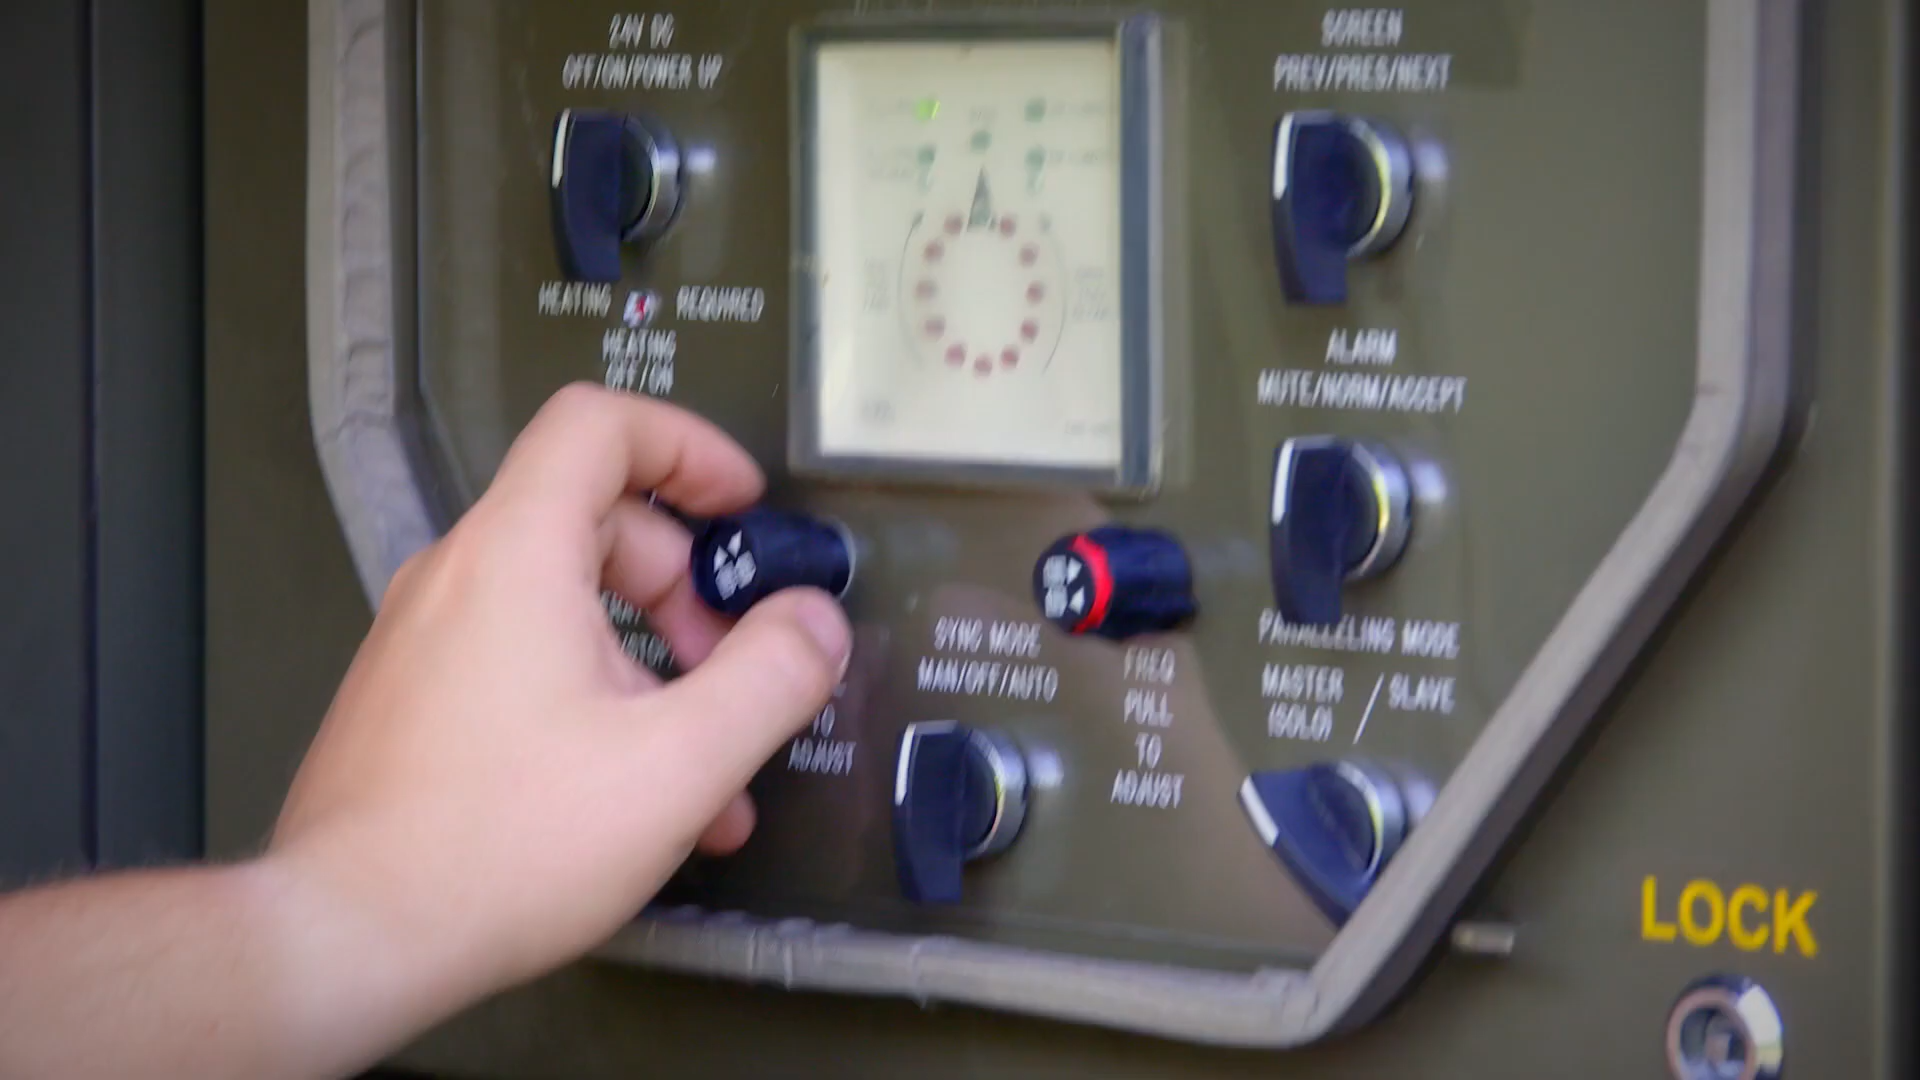 24V DC
OFF/ON/POWER UP
SCREEN
PREV/PRES/NEXT
HEATING REQUIRED
HEATING
OFF/ON
ALARM
MUTE/NORM/ACCEPT
SYNC MODE
MAN/OFF/AUTO
TO
ADJUST
FREQ
PULL
TO
ADJUST
PARALLELING MODE
MASTER / SLAVE
(SOLO)
LOCK